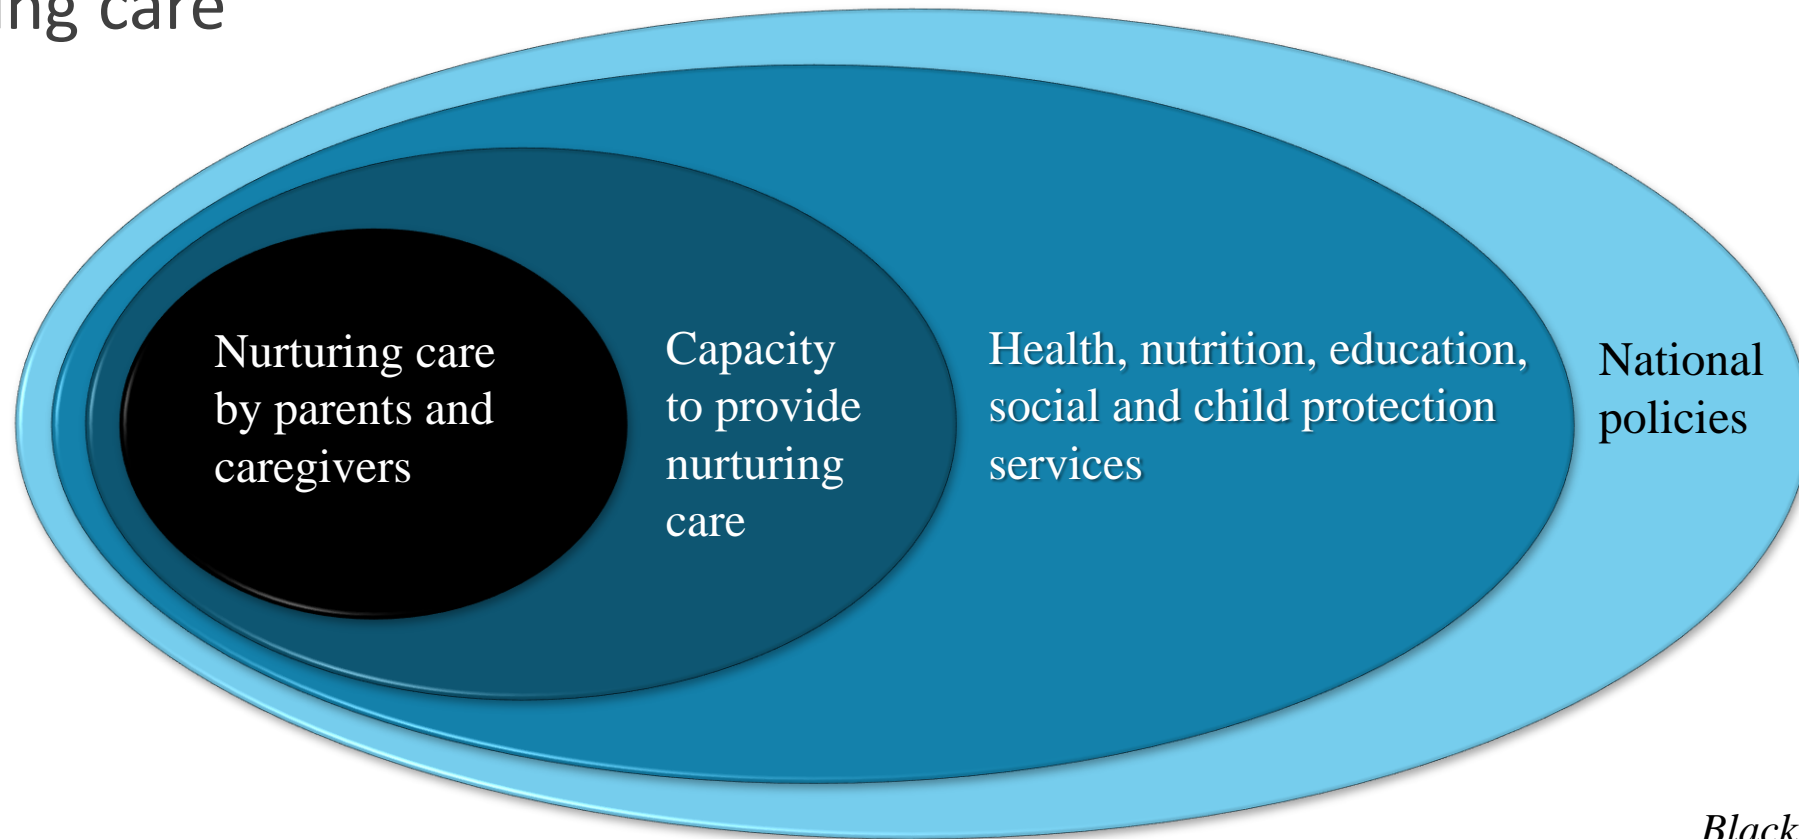 ing care
Nurturing care
by parents and
caregivers
Capacity
to provide
nurturing
care
Health, nutrition, education,
social and child protection
services
National
policies
Black